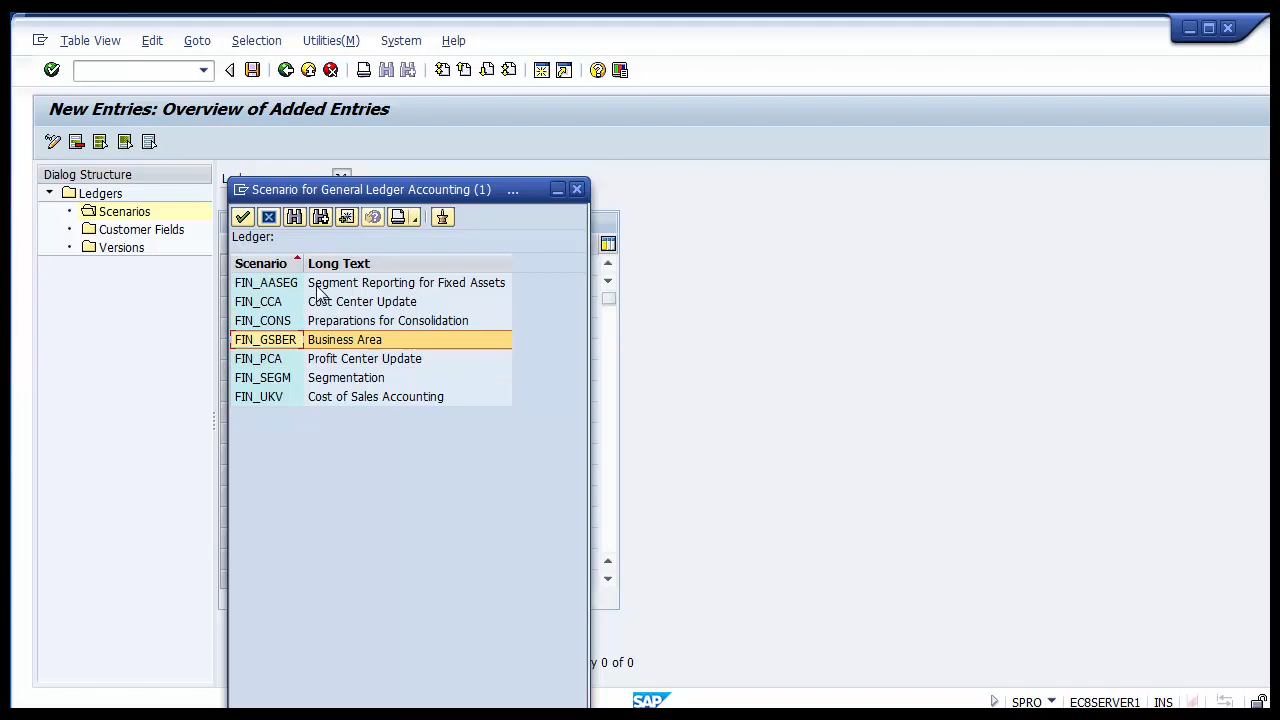 Table View Edit Goto Selection Utilities(M) System Help
New Entries: Overview of Added Entries
Dialog Structure
Ledgers
Scenarios
Customer Fields
Versions
Scenario for General Ledger Accounting (1) ...
Ledger:
Scenario Long Text
FIN_AASEG Segment Reporting for Fixed Assets
FIN_CCA Cost Center Update
FIN_CONS Preparations for Consolidation
FIN_GSBER Business Area
FIN_PCA Profit Center Update
FIN_SEGM Segmentation
FIN_UKV Cost of Sales Accounting
0 of 0
SAP
SPRO EC8SERVER1 INS